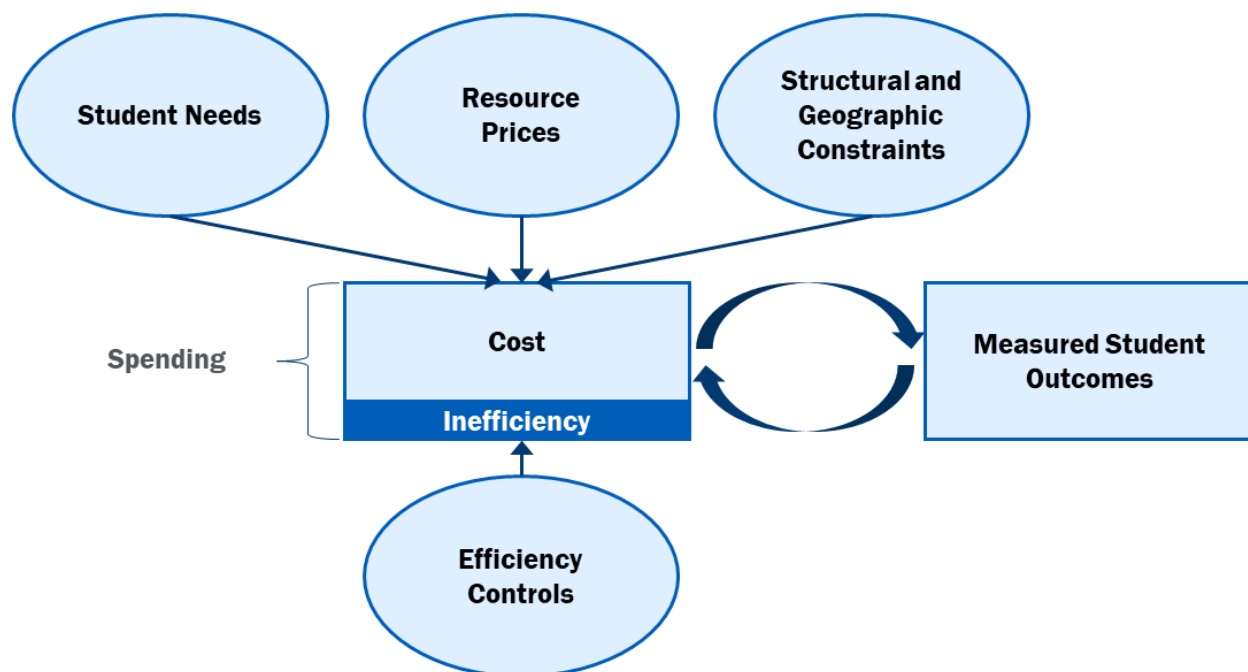 Student Needs
Resource
Prices
Structural and
Geographic
Constraints
Spending
Cost
Inefficiency
Measured Student
Outcomes
Efficiency
Controls